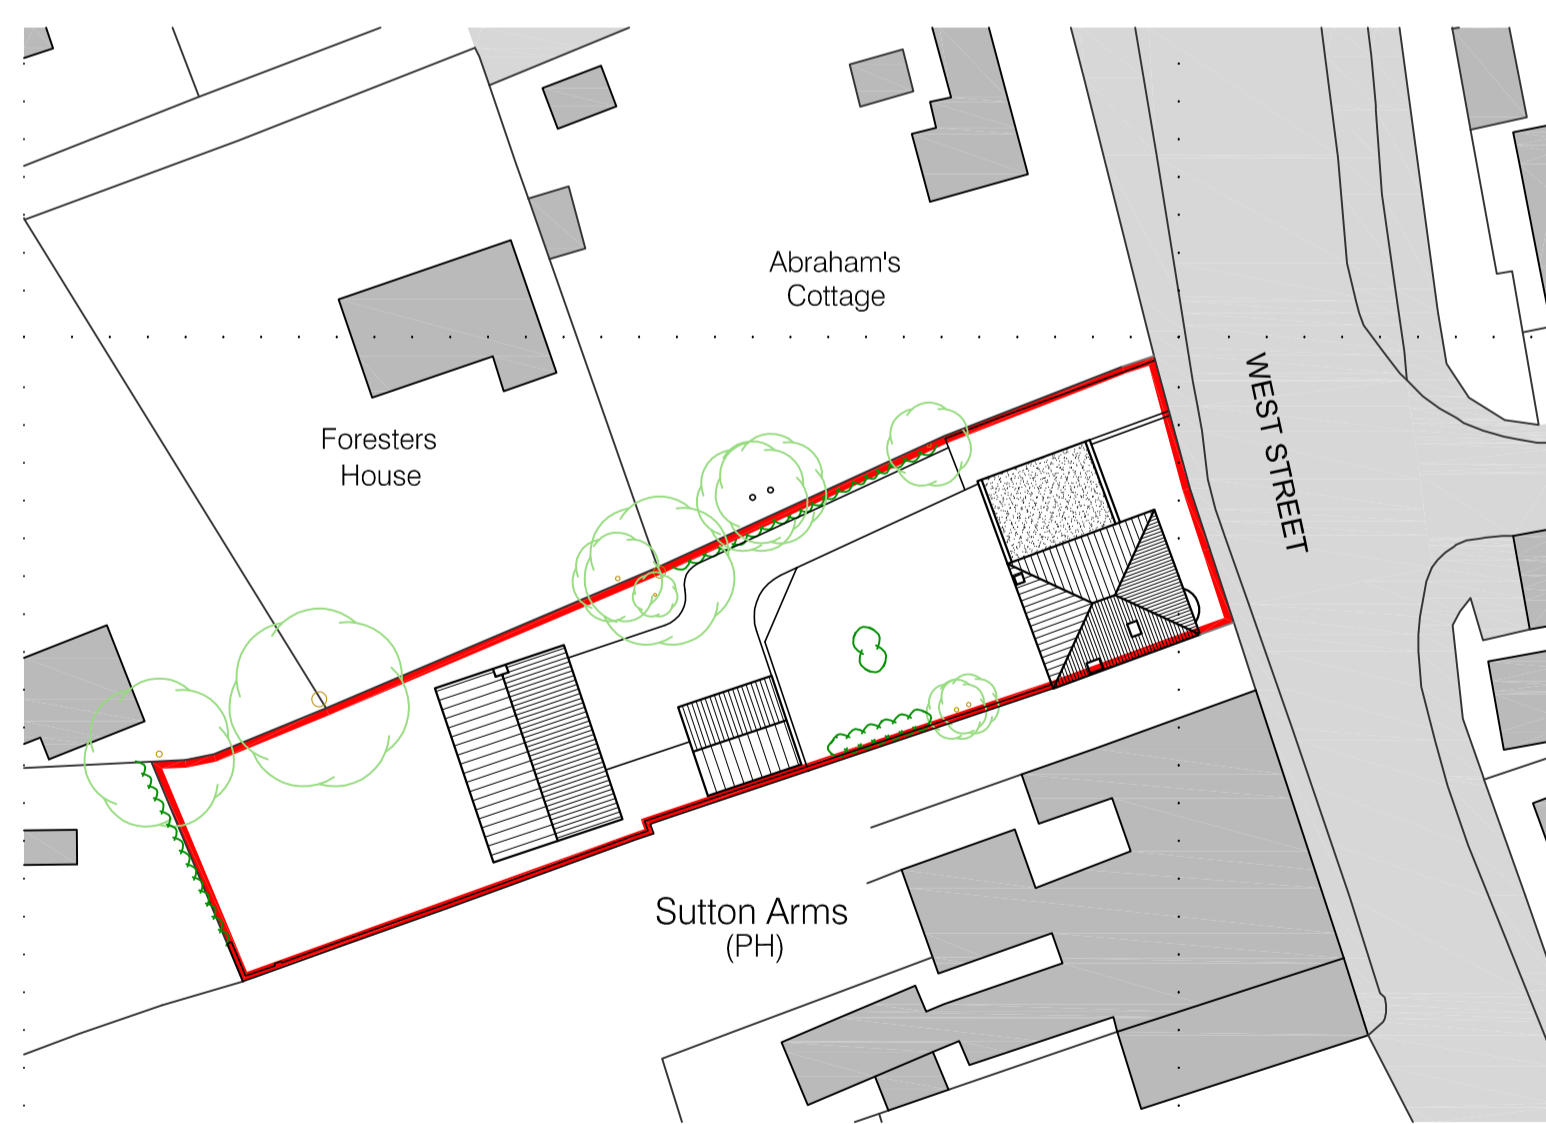 Abraham's
Cottage
WEST STREET
Foresters
House
Sutton Arms
(PH)